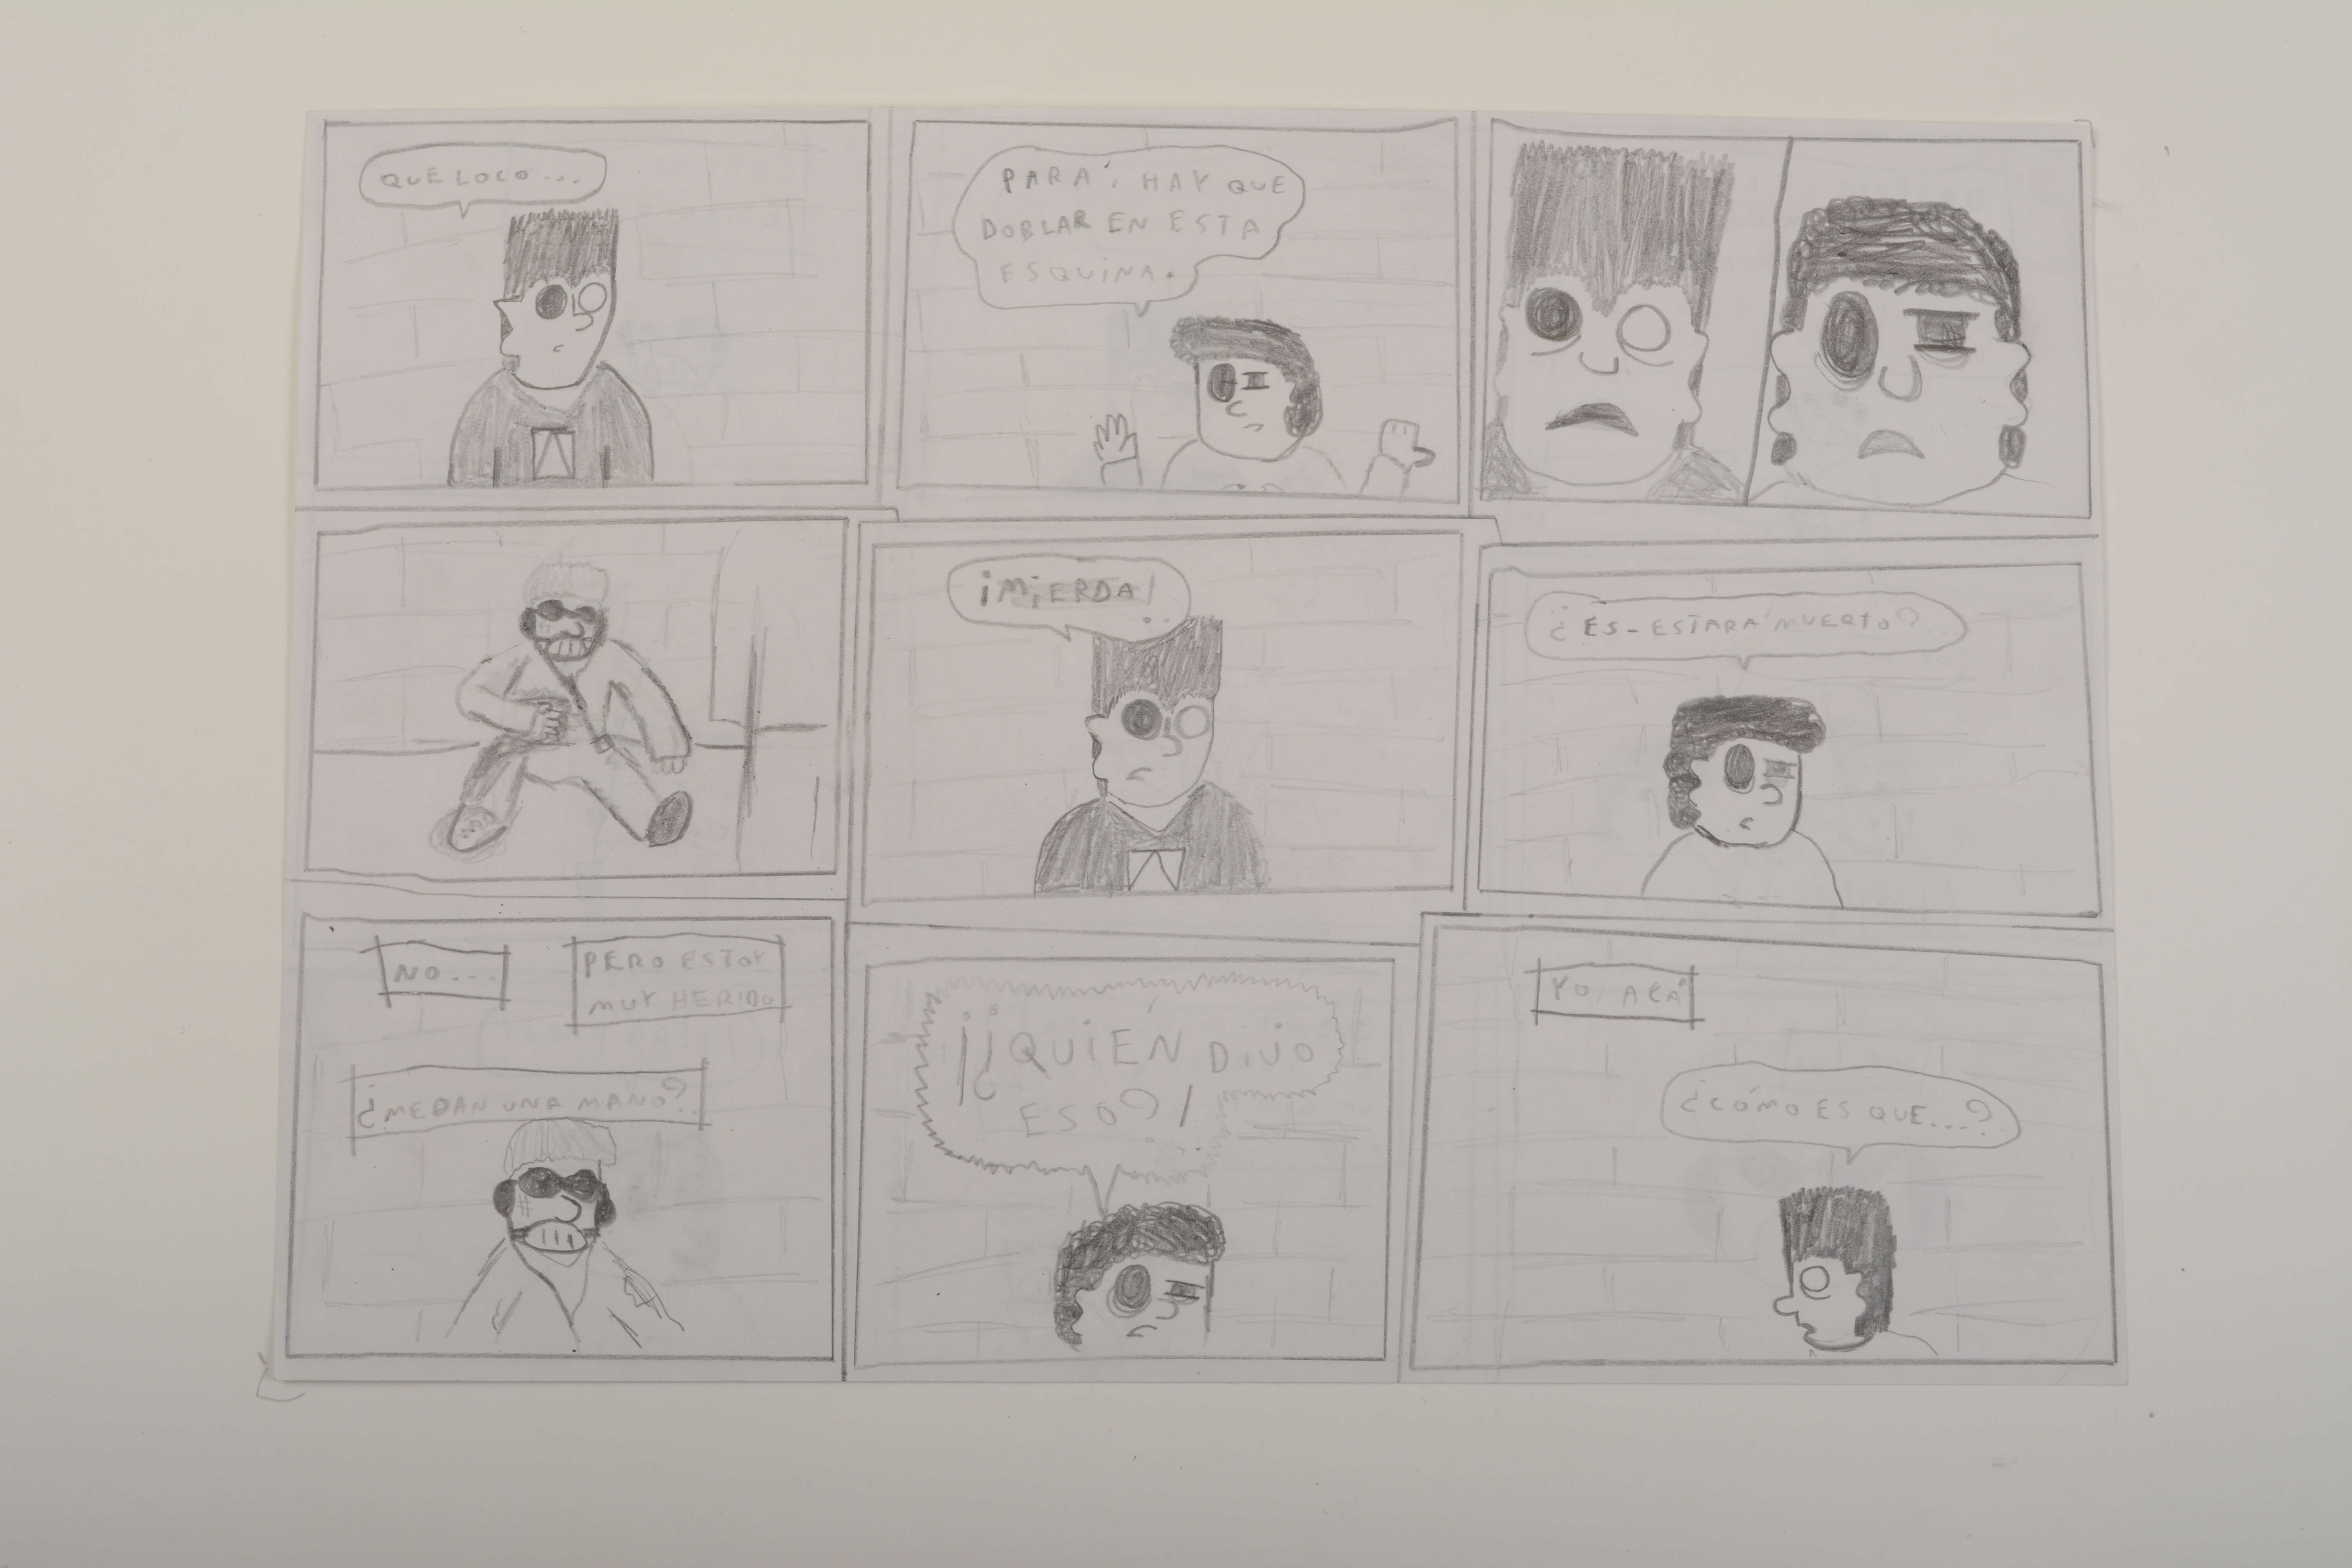 QUE LOCO...
PARÁ, HAY QUE
DOBLAR EN ESTA
ESQUINA.
¡MIERDA!
¿ES-ESTARÁ MUERTO?
NO...
PERO ESTOY
MUY HERIDO
¿ME DAN UNA MANO?
¡¿QUIÉN DIJO
ESO?!
YO, ACÁ
¿CÓMO ES QUE...?